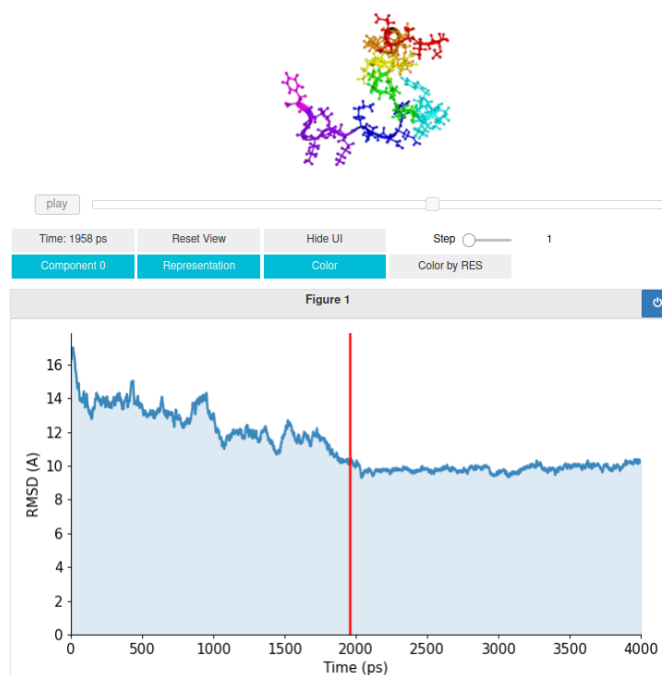 play
Time: 1958 ps Reset View Hide UI Step 1
Component 0 Representation Color Color by RES
Figure 1
16
14
12
10
8
6
4
2
0
RMSD (A)
0 500 1000 1500 2000 2500 3000 3500 4000
Time (ps)